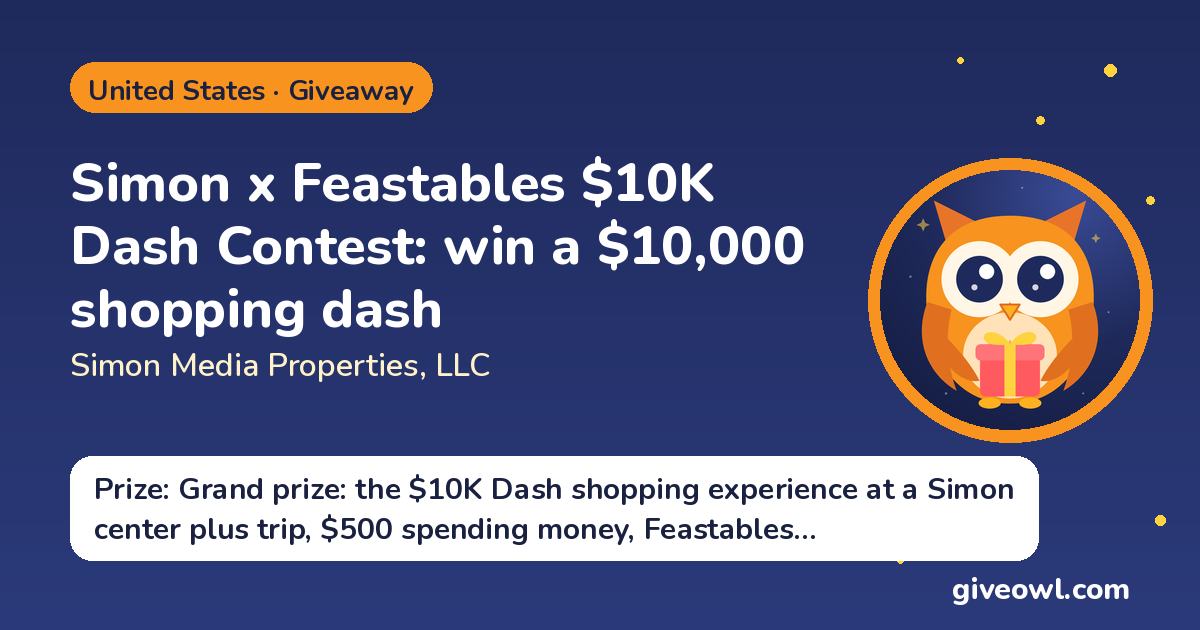 United States · Giveaway
Simon x Feastables $10K
Dash Contest: win a $10,000
shopping dash
Simon Media Properties, LLC
Prize: Grand prize: the $10K Dash shopping experience at a Simon
center plus trip, $500 spending money, Feastables...
giveowl.com